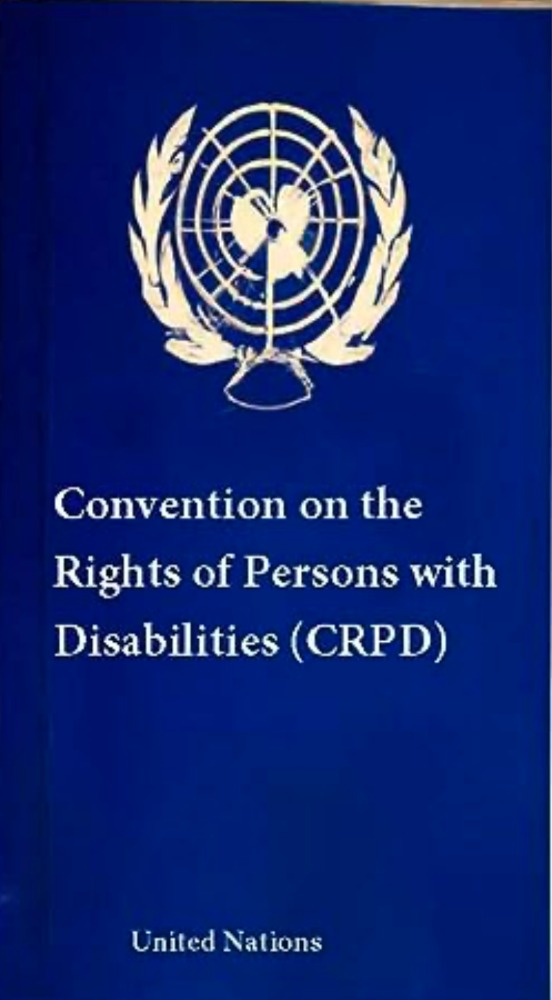 Convention on the
Rights of Persons with
Disabilities (CRPD)
United Nations